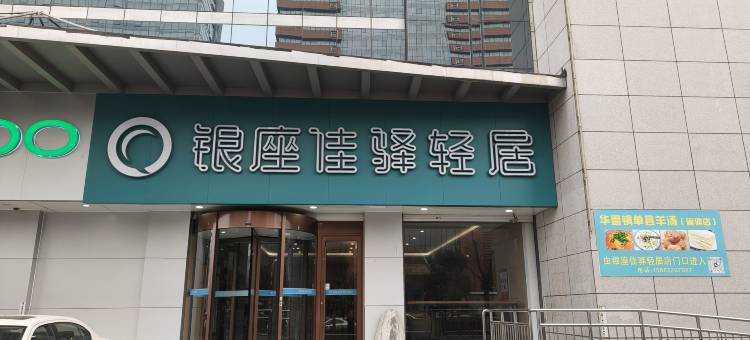 银座佳驿轻居
华喜镇单县羊汤
由银座佳驿轻居店门口进入